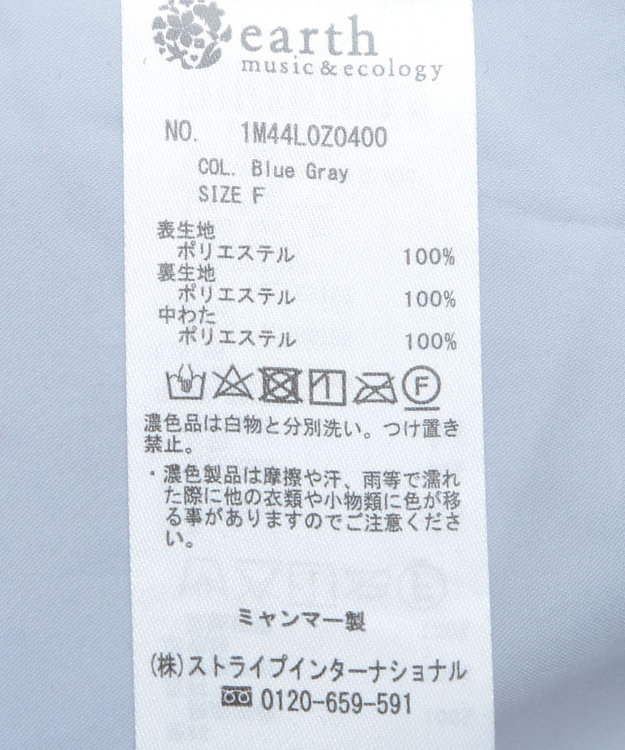 earth
music&ecology
NO. 1M44L0Z0400
COL. Blue Gray
SIZE F
表生地
ポリエステル 100%
裏生地
ポリエステル 100%
中わた
ポリエステル 100%
F
濃色品は白物と分別洗い。つけ置き
禁止。
・濃色製品は摩擦や汗、雨等で濡れ
た際に他の衣類や小物類に色が移
る事がありますのでご注意くださ
い。
ミャンマー製
(株)ストライプインターナショナル
0120-659-591